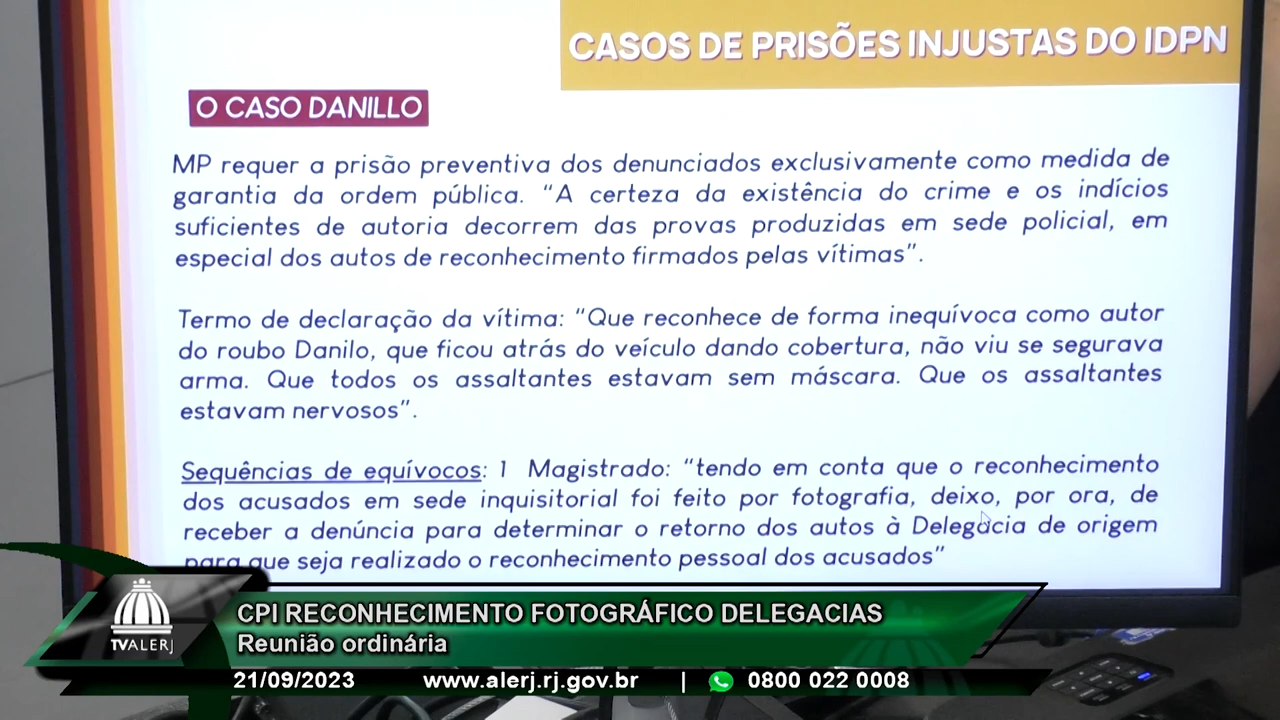 CASOS DE PRISÕES INJUSTAS DO IDPN
O CASO DANILLO
MP requer a prisão preventiva dos denunciados exclusivamente como medida de
garantia da ordem pública. “A certeza da existência do crime e os indícios
suficientes de autoria decorrem das provas produzidas em sede policial, em
especial dos autos de reconhecimento firmados pelas vítimas”.
Termo de declaração da vítima: “Que reconhece de forma inequívoca como autor
do roubo Danilo, que ficou atrás do veículo dando cobertura, não viu se segurava
arma. Que todos os assaltantes estavam sem máscara. Que os assaltantes
estavam nervosos”.
Sequências de equívocos: 1 Magistrado: “tendo em conta que o reconhecimento
dos acusados em sede inquisitorial foi feito por fotografia, deixo, por ora, de
receber a denúncia para determinar o retorno dos autos à Delegacia de origem
para que seja realizado o reconhecimento pessoal dos acusados”
CPI RECONHECIMENTO FOTOGRÁFICO DELEGACIAS
Reunião ordinária
TVALERJ
21/09/2023 www.alerj.rj.gov.br | 0800 022 0008